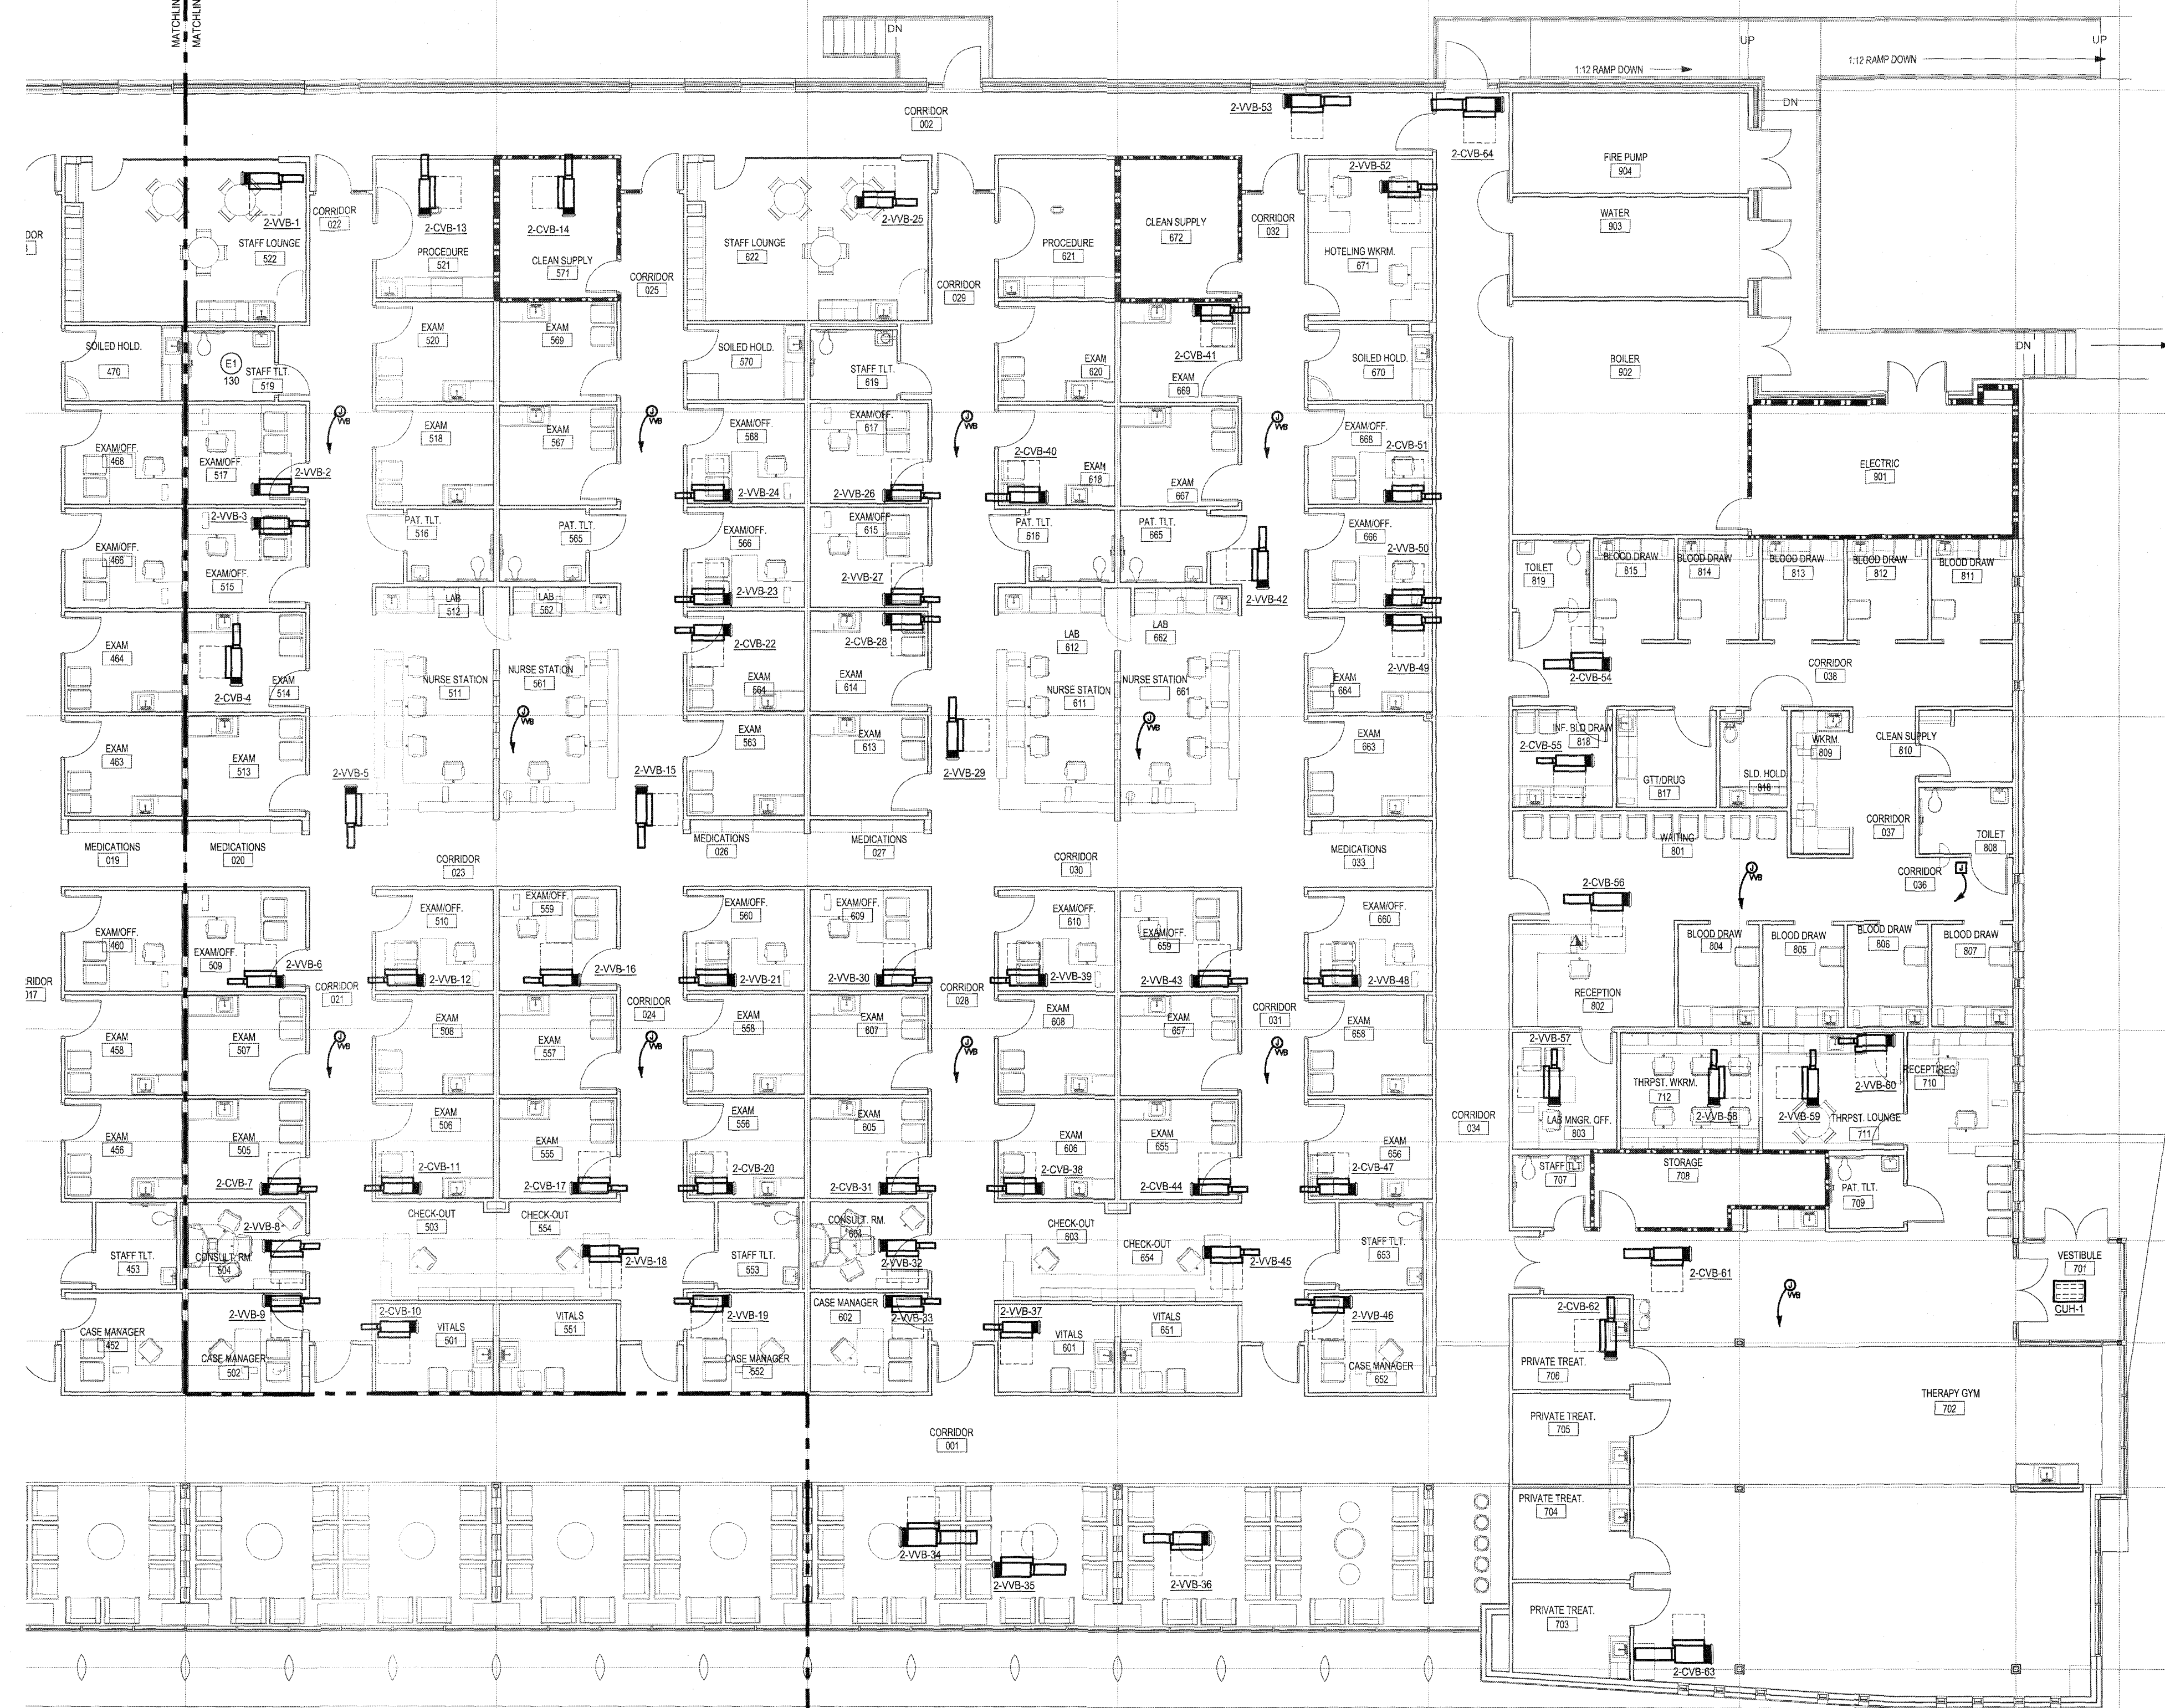 MATCHLIN
MATCHLIN
DN
UP
UP
1:12 RAMP DOWN
1:12 RAMP DOWN
DN
CORRIDOR
002
2-VVB-53
2-CVB-64
FIRE PUMP
904
2-VVB-1
CORRIDOR
022
STAFF LOUNGE
522
2-CVB-13
PROCEDURE
521
2-CVB-14
CLEAN SUPPLY
571
CORRIDOR
025
STAFF LOUNGE
622
2-VVB-25
CORRIDOR
029
PROCEDURE
621
CLEAN SUPPLY
672
CORRIDOR
032
2-VVB-52
HOTELING WKRM.
671
WATER
903
DOR
SOILED HOLD.
470
E1
130
STAFF TLT.
519
EXAM
520
EXAM
569
SOILED HOLD.
570
STAFF TLT.
619
EXAM
620
2-CVB-41
EXAM
669
SOILED HOLD.
670
BOILER
902
DN
EXAM/OFF.
468
EXAM/OFF.
517
2-VVB-2
J
VVB
EXAM
518
EXAM
567
J
VVB
EXAM/OFF.
568
2-VVB-24
EXAM/OFF.
617
2-VVB-26
J
VVB
2-CVB-40
EXAM
618
EXAM
667
J
VVB
EXAM/OFF.
668
2-CVB-51
ELECTRIC
901
EXAM/OFF.
466
2-VVB-3
EXAM/OFF.
515
PAT. TLT.
516
PAT. TLT.
565
EXAM/OFF.
566
2-VVB-23
EXAM/OFF.
615
2-VVB-27
PAT. TLT.
616
PAT. TLT.
665
2-VVB-42
EXAM/OFF.
666
2-VVB-50
TOILET
819
BLOOD DRAW
815
BLOOD DRAW
814
BLOOD DRAW
813
BLOOD DRAW
812
BLOOD DRAW
811
EXAM
464
2-CVB-4
EXAM
514
LAB
512
LAB
562
NURSE STATION
511
NURSE STATION
561
J
VVB
2-CVB-22
EXAM
564
2-CVB-28
EXAM
614
LAB
612
LAB
662
NURSE STATION
611
NURSE STATION
661
J
VVB
2-VVB-49
EXAM
664
2-CVB-54
CORRIDOR
038
EXAM
463
EXAM
513
2-VVB-5
2-VVB-15
EXAM
563
EXAM
613
2-VVB-29
EXAM
663
2-CVB-55
INF. BLD DRAW
818
GTT/DRUG
817
SLD. HOLD
816
WKRM.
809
CLEAN SUPPLY
810
MEDICATIONS
019
MEDICATIONS
020
CORRIDOR
023
MEDICATIONS
026
MEDICATIONS
027
CORRIDOR
030
MEDICATIONS
033
WAITING
801
CORRIDOR
037
TOILET
808
EXAM/OFF.
460
EXAM/OFF.
509
2-VVB-6
EXAM/OFF.
510
2-VVB-12
EXAM/OFF.
559
2-VVB-16
EXAM/OFF.
560
2-VVB-21
EXAM/OFF.
609
2-VVB-30
EXAM/OFF.
610
2-VVB-39
EXAM/OFF.
659
2-VVB-43
EXAM/OFF.
660
2-VVB-48
2-CVB-56
J
VVB
CORRIDOR
036
J
BLOOD DRAW
804
BLOOD DRAW
805
BLOOD DRAW
806
BLOOD DRAW
807
RECEPTION
802
RIDOR
017
CORRIDOR
021
CORRIDOR
024
CORRIDOR
028
CORRIDOR
031
EXAM
458
EXAM
507
J
VVB
EXAM
508
EXAM
557
J
VVB
EXAM
558
EXAM
607
J
VVB
EXAM
608
EXAM
657
J
VVB
EXAM
658
2-VVB-57
LAB MNGR. OFF.
803
THRPST. WKRM.
712
2-VVB-58
2-VVB-59
2-VVB-60
THRPST. LOUNGE
711
RECEPT/REG
710
EXAM
456
EXAM
505
2-CVB-7
EXAM
506
2-CVB-11
EXAM
555
2-CVB-17
EXAM
556
2-CVB-20
EXAM
605
2-CVB-31
EXAM
606
2-CVB-38
EXAM
655
2-CVB-44
EXAM
656
2-CVB-47
CORRIDOR
034
STAFF TLT.
707
STORAGE
708
PAT. TLT.
709
STAFF TLT.
453
2-VVB-8
CONSULT. RM.
504
CHECK-OUT
503
CHECK-OUT
554
2-VVB-18
STAFF TLT.
553
CONSULT. RM.
604
2-VVB-32
CHECK-OUT
603
CHECK-OUT
654
2-VVB-45
STAFF TLT.
653
2-CVB-61
VESTIBULE
701
CUH-1
CASE MANAGER
452
2-VVB-9
CASE MANAGER
502
2-CVB-10
VITALS
501
VITALS
551
2-VVB-19
CASE MANAGER
552
CASE MANAGER
602
2-VVB-33
2-VVB-37
VITALS
601
VITALS
651
2-VVB-46
CASE MANAGER
652
2-CVB-62
J
VVB
PRIVATE TREAT.
706
THERAPY GYM
702
CORRIDOR
001
PRIVATE TREAT.
705
PRIVATE TREAT.
704
2-VVB-34
2-VVB-35
2-VVB-36
PRIVATE TREAT.
703
2-CVB-63